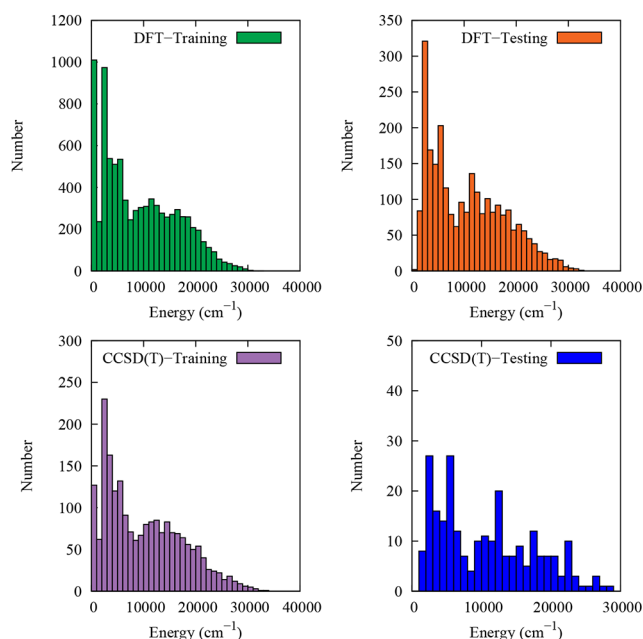 DFT−Training
1200
1000
800
600
400
200
0
Number
0 10000 20000 30000 40000
Energy (cm⁻¹)
DFT−Testing
350
300
250
200
150
100
50
0
Number
0 10000 20000 30000 40000
Energy (cm⁻¹)
CCSD(T)−Training
300
250
200
150
100
50
0
Number
0 10000 20000 30000 40000
Energy (cm⁻¹)
CCSD(T)−Testing
50
40
30
20
10
0
Number
0 10000 20000 30000
Energy (cm⁻¹)